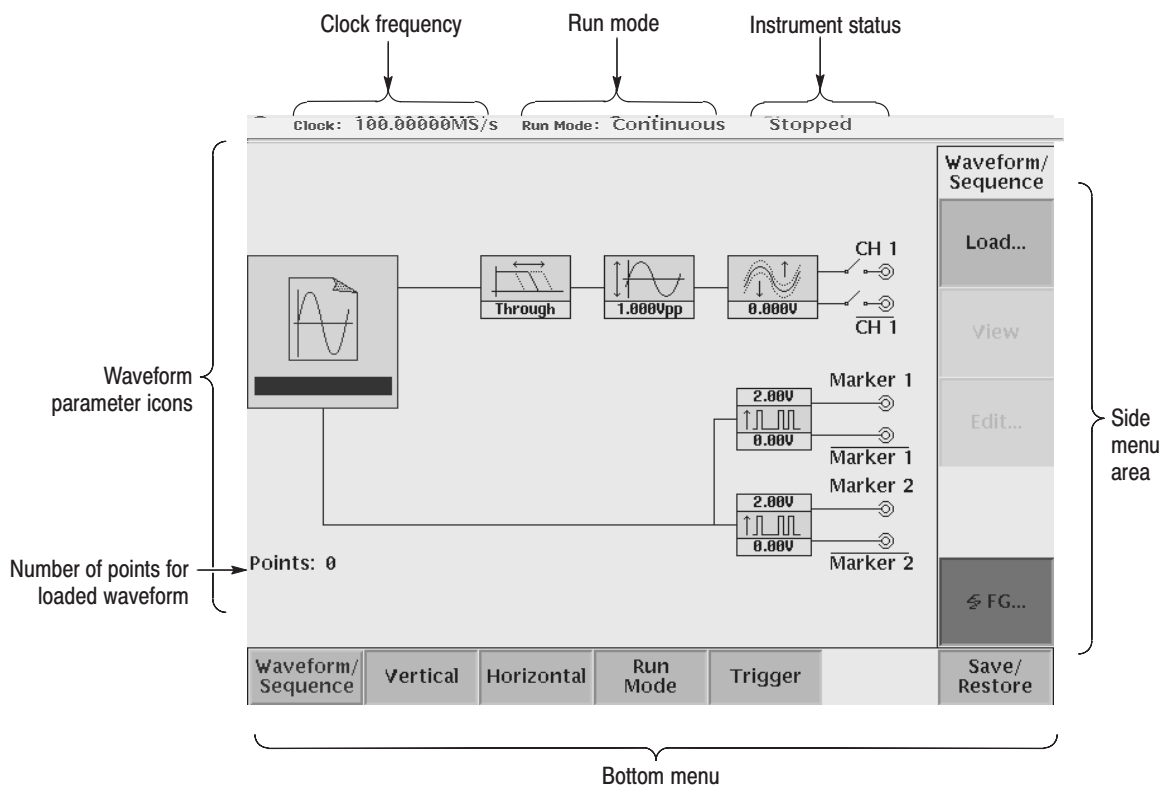 Clock frequency
Run mode
Instrument status
Clock: 100.00000MS/s Run Mode: Continuous Stopped
Waveform/
Sequence
Load...
View
Edit...
FG...
CH 1
CH 1
Through
1.000Vpp
0.000V
Marker 1
2.00V
0.00V
Marker 1
Marker 2
2.00V
0.00V
Marker 2
Points: 0
Waveform
parameter icons
Number of points for
loaded waveform
Side
menu
area
Waveform/
Sequence
Vertical
Horizontal
Run
Mode
Trigger
Save/
Restore
Bottom menu